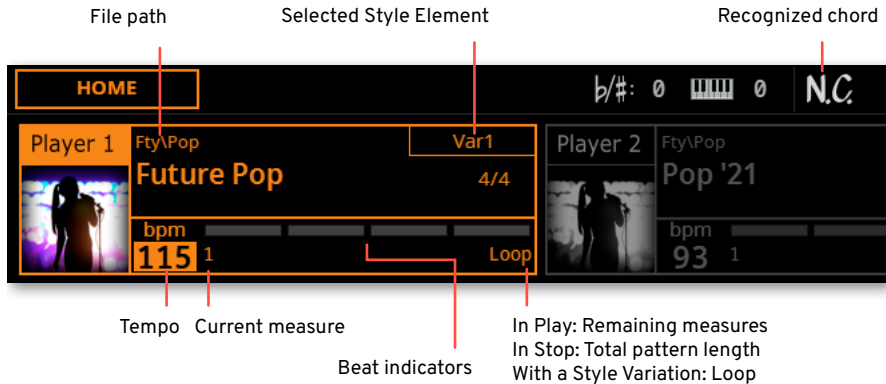 File path
Selected Style Element
Recognized chord
HOME
♭/#: 0
0
N.C.
Player 1
Fty\Pop
Var1
Future Pop
4/4
bpm
115
1
Loop
Player 2
Fty\Pop
Pop '21
bpm
93
1
Tempo
Current measure
Beat indicators
In Play: Remaining measures
In Stop: Total pattern length
With a Style Variation: Loop